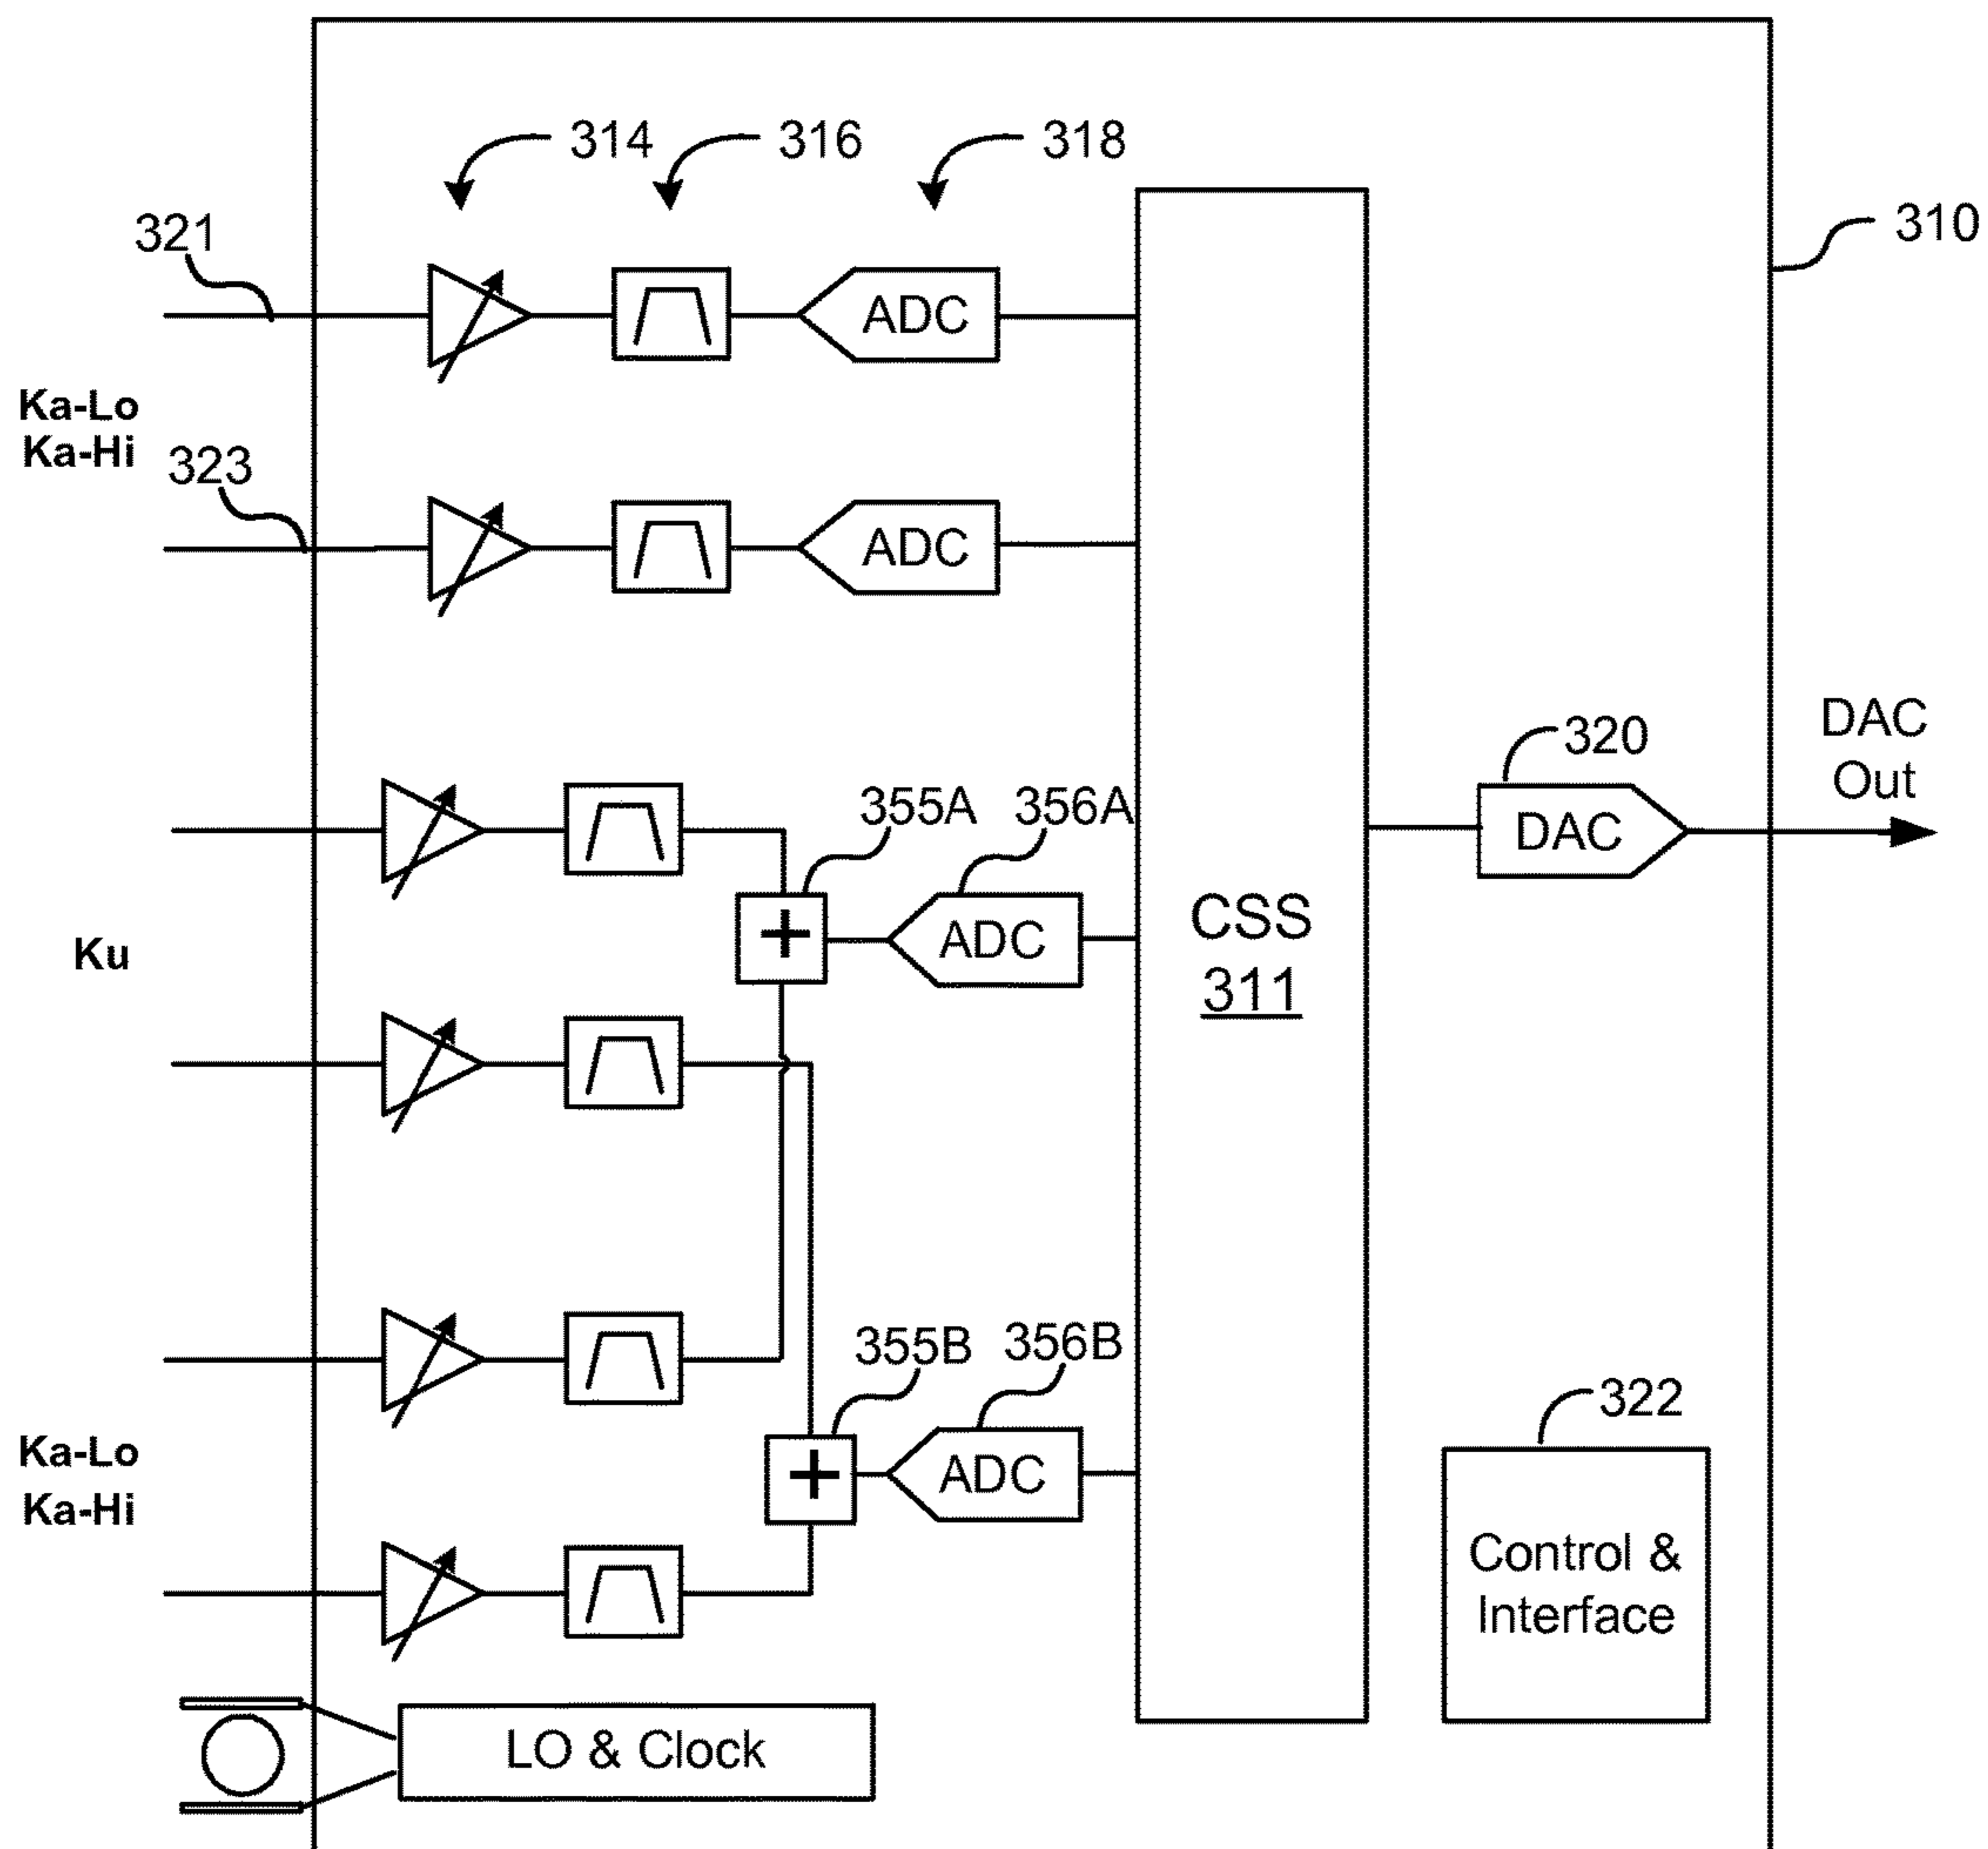 314
316
318
321
310
ADC
Ka-Lo
Ka-Hi
323
ADC
320
DAC
Out
355A
356A
DAC
Ku
ADC
CSS
311
355B
356B
322
Ka-Lo
Ka-Hi
ADC
Control &
Interface
LO & Clock